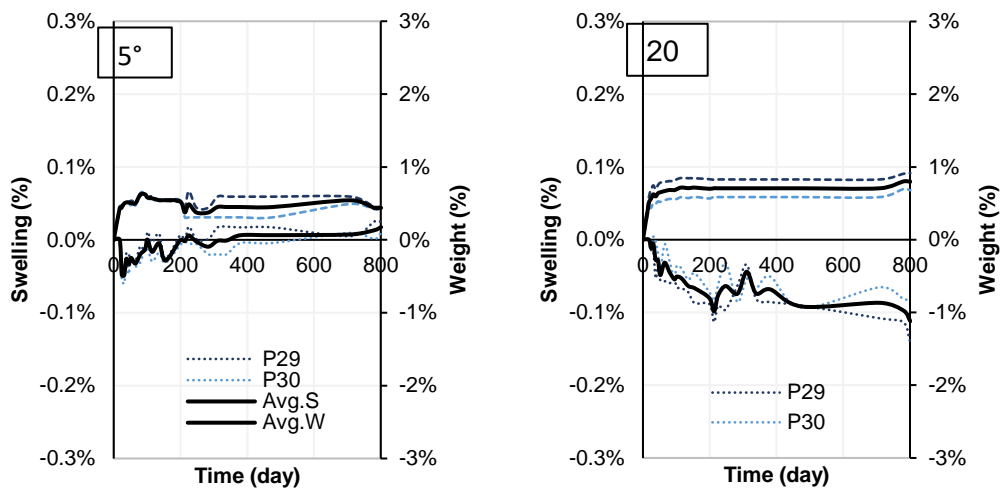 5°
0.3%
0.2%
0.1%
0.0%
-0.1%
-0.2%
-0.3%
Swelling (%)
3%
2%
1%
0%
-1%
-2%
-3%
Weight (%)
0 200 400 600 800
P29
P30
Avg.S
Avg.W
Time (day)
20
0.3%
0.2%
0.1%
0.0%
-0.1%
-0.2%
-0.3%
Swelling (%)
3%
2%
1%
0%
-1%
-2%
-3%
Weight (%)
0 200 400 600 800
P29
P30
Time (day)